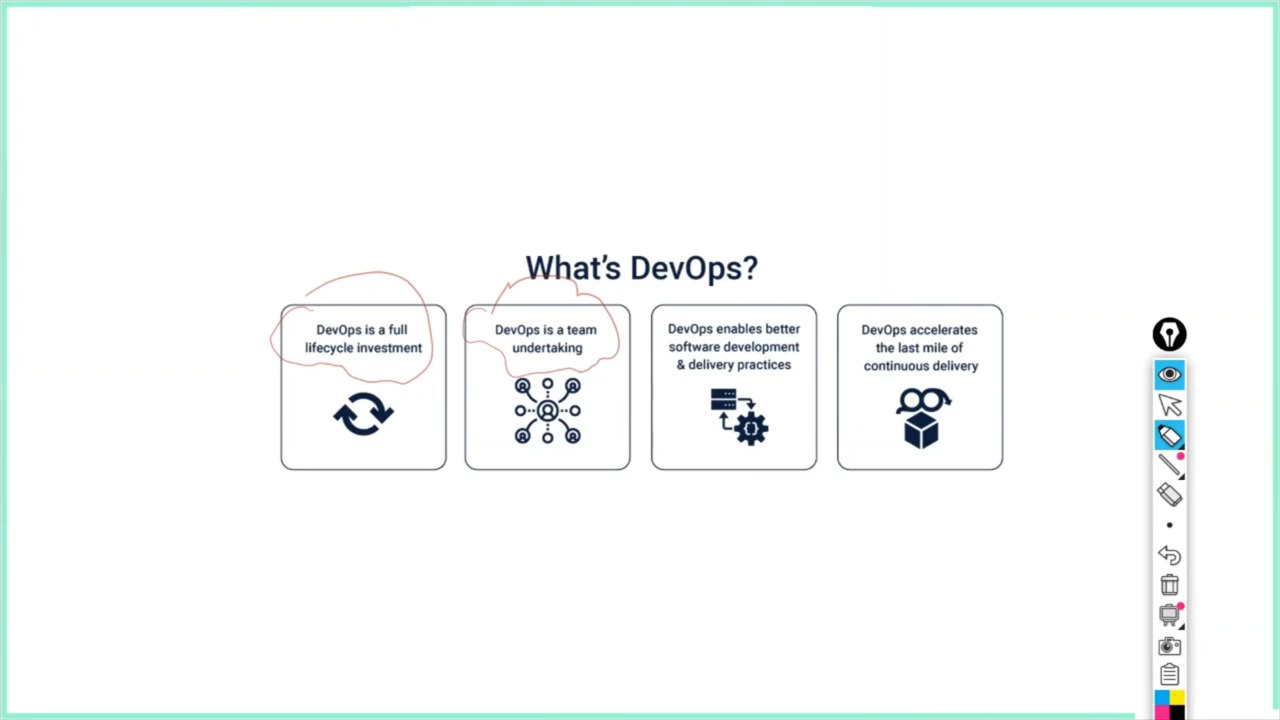 What's DevOps?
DevOps is a full
lifecycle investment
DevOps is a team
undertaking
DevOps enables better
software development
& delivery practices
DevOps accelerates
the last mile of
continuous delivery